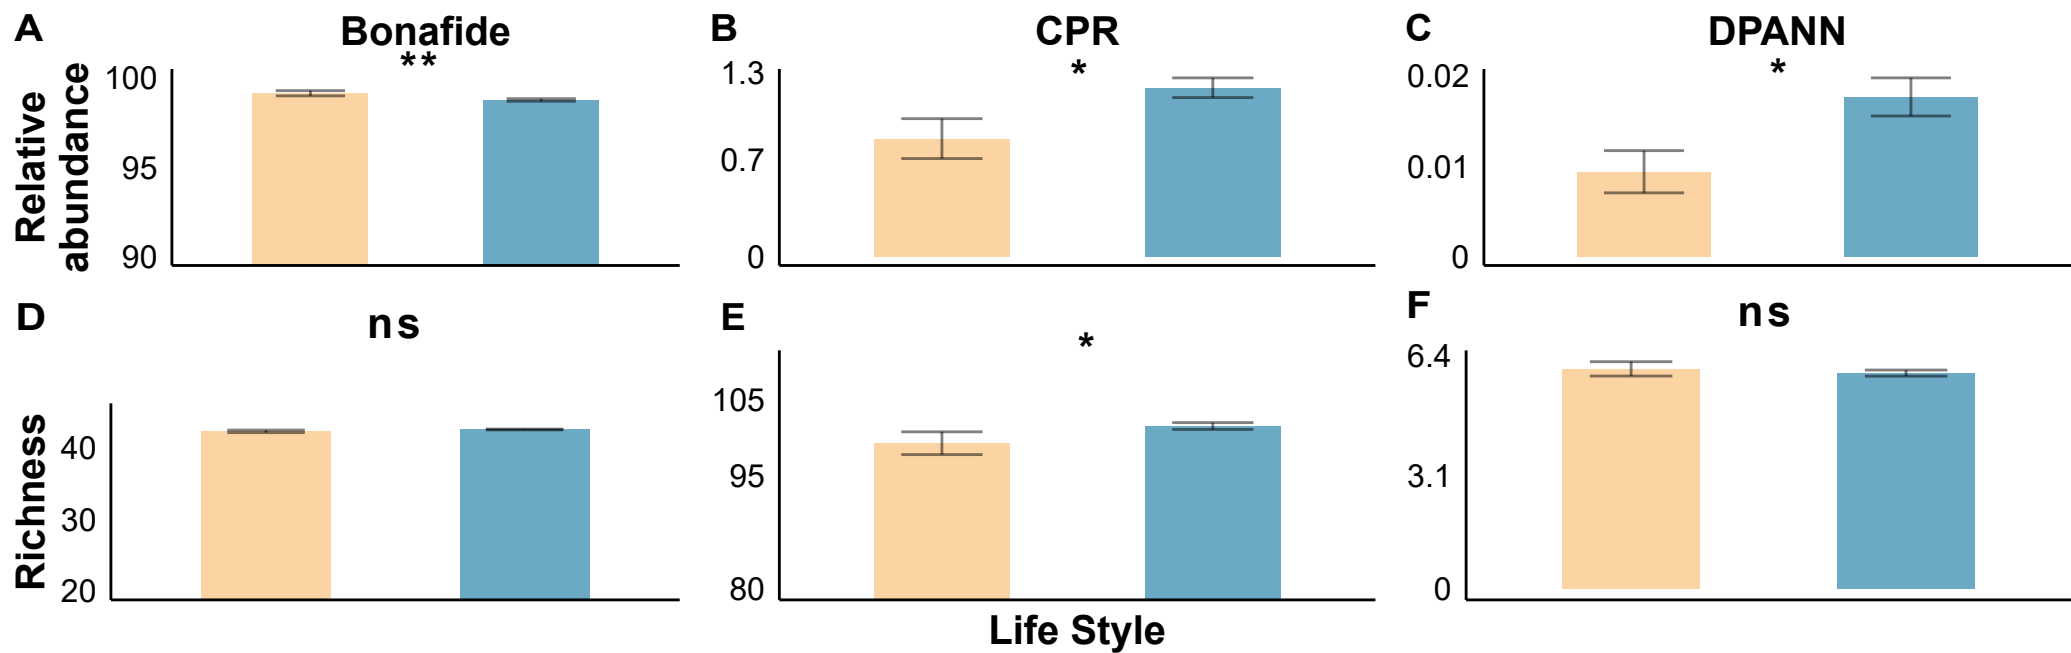 A
Bonafide
**
Relative
abundance
100
95
90
B
CPR
*
1.3
0.7
0
C
DPANN
*
0.02
0.01
0
D
ns
Richness
40
30
20
E
*
105
95
80
Life Style
F
ns
6.4
3.1
0